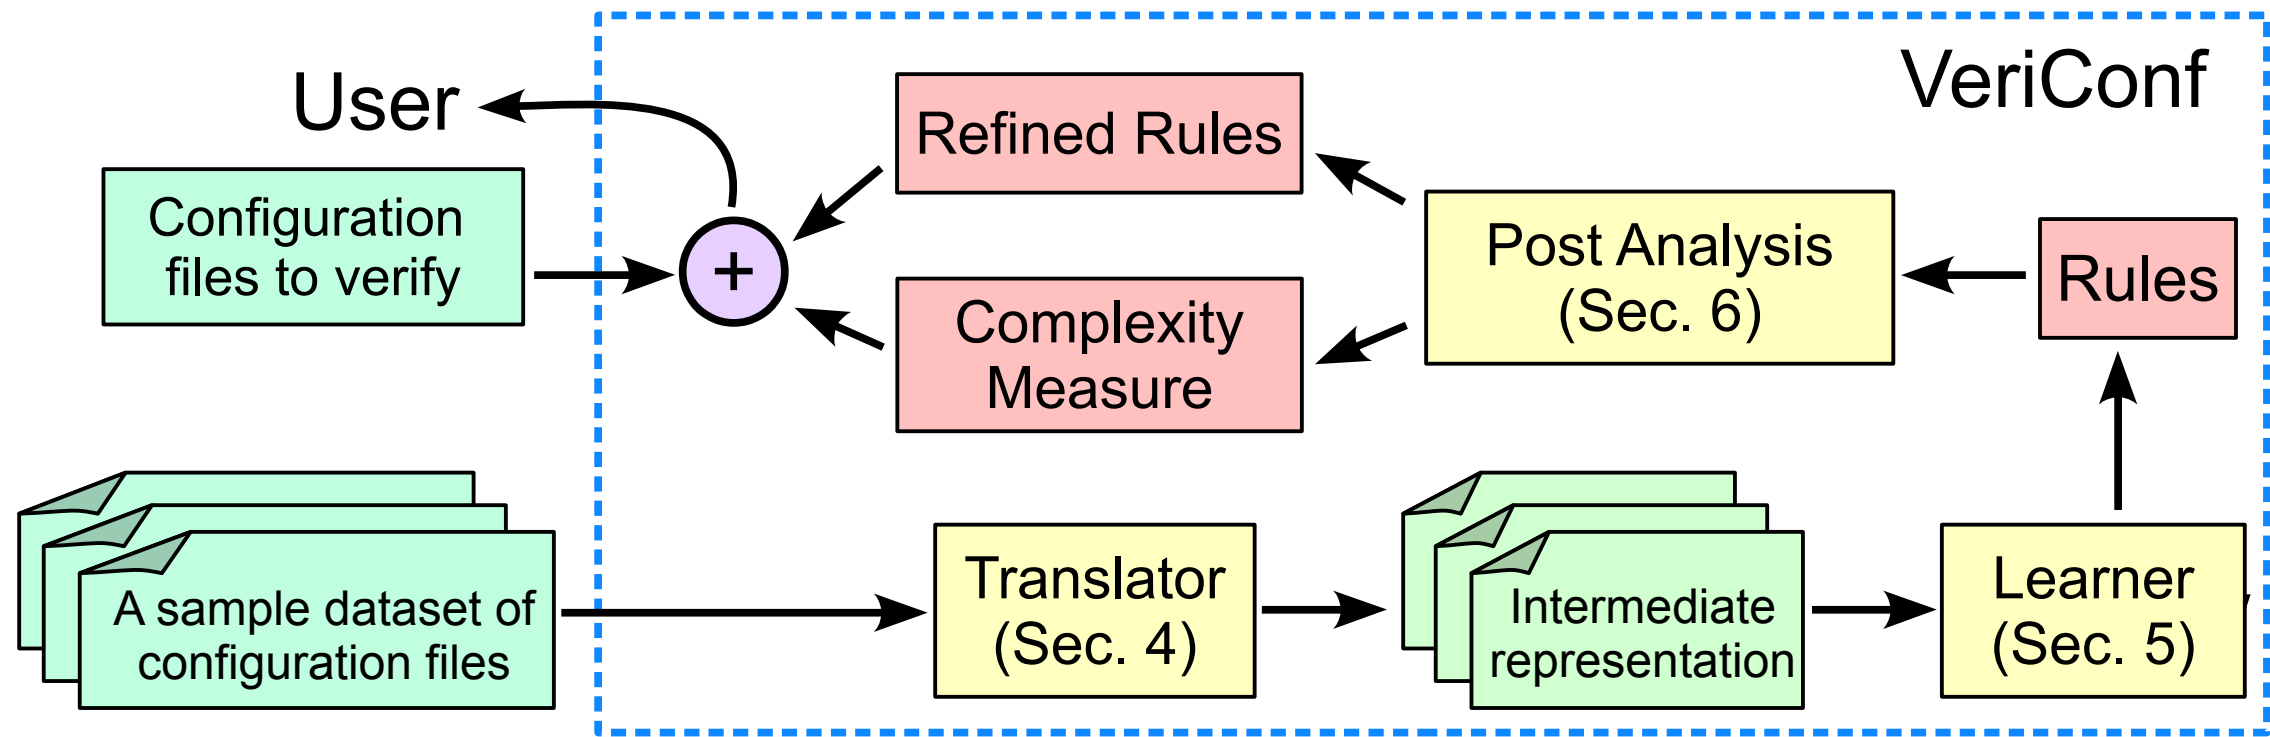 User
VeriConf
Configuration
files to verify
+
Refined Rules
Complexity
Measure
Post Analysis
(Sec. 6)
Rules
A sample dataset of
configuration files
Translator
(Sec. 4)
Intermediate
representation
Learner
(Sec. 5)